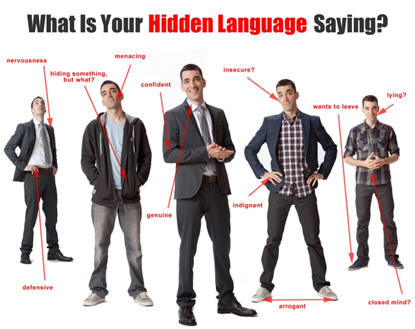 What Is Your Hidden Language Saying?
nervousness
menacing
hiding something,
but what?
confident
insecure?
wants to leave
lying?
genuine
indignant
defensive
arrogant
closed mind?